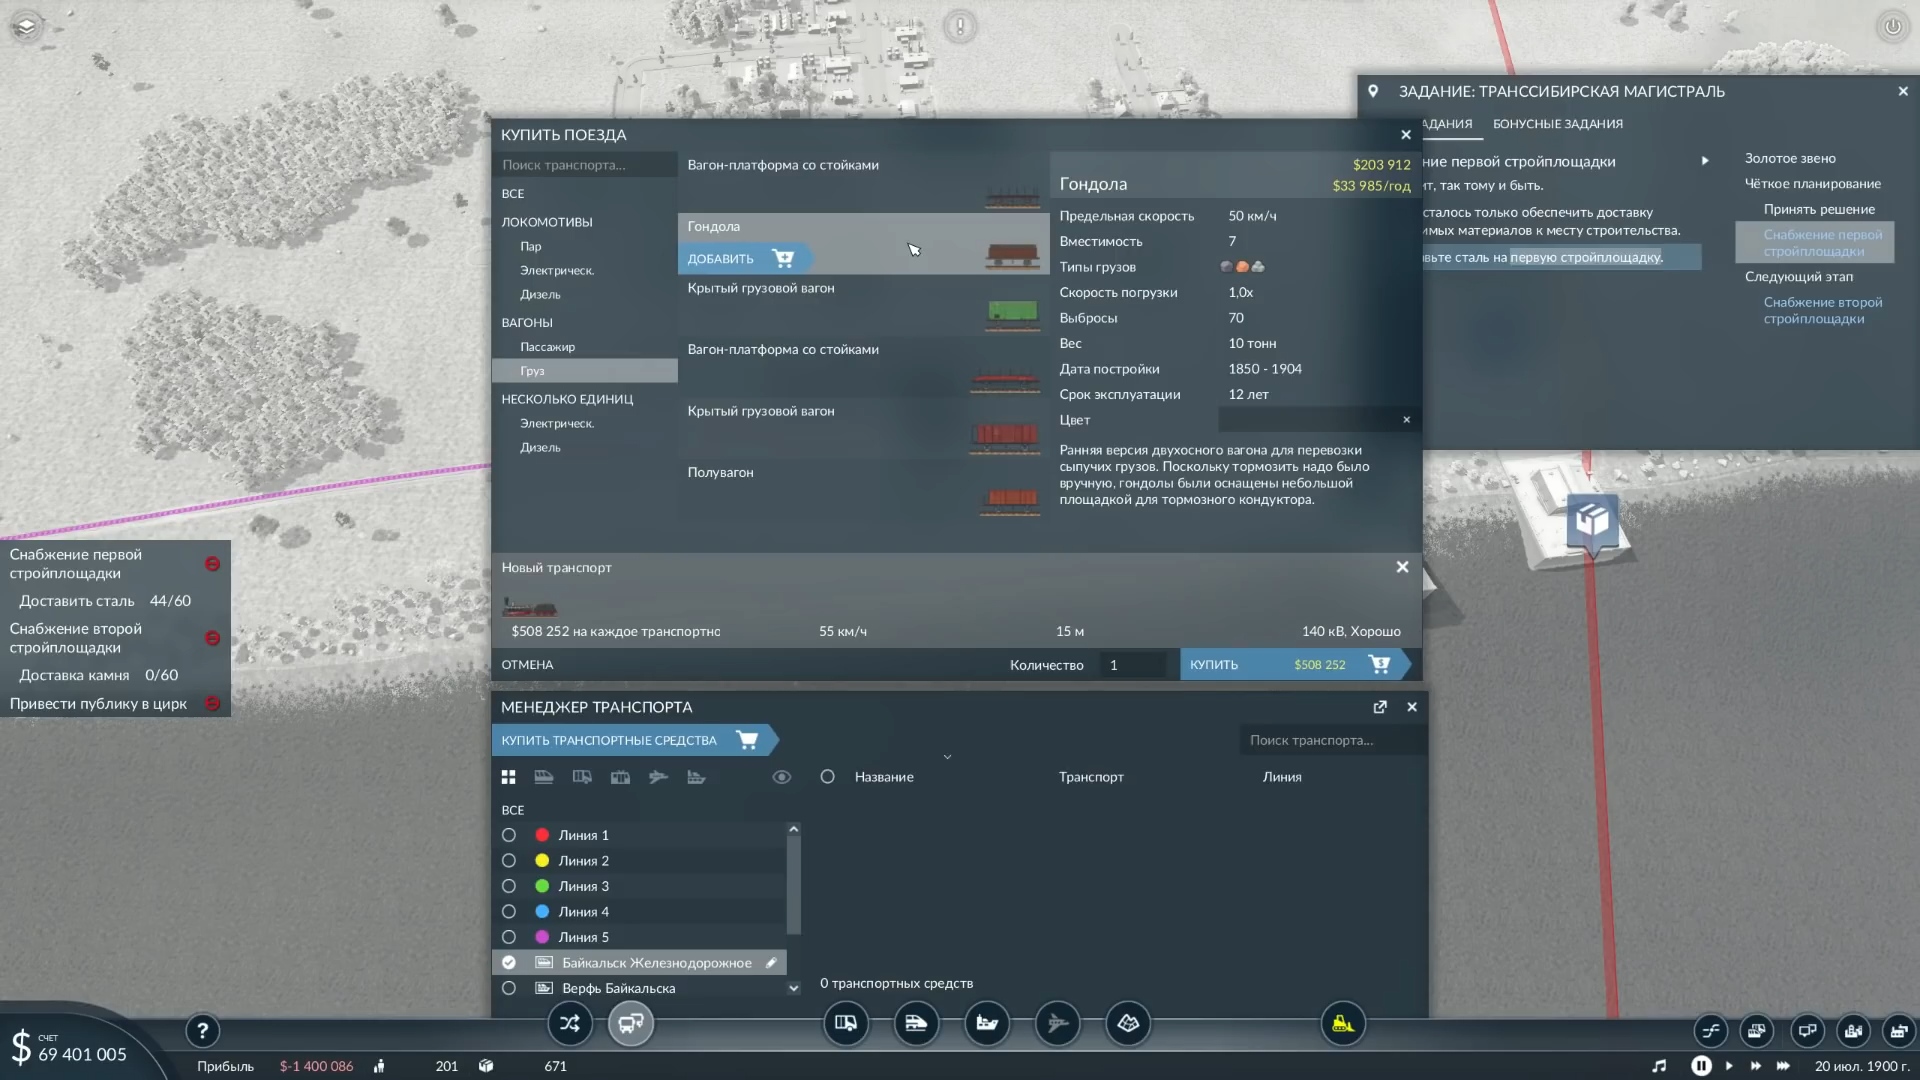 ЗАДАНИЕ: ТРАНССИБИРСКАЯ МАГИСТРАЛЬ
АДАНИЯ
БОНУСНЫЕ ЗАДАНИЯ
ние первой стройплощадки
ит, так тому и быть.
сталось только обеспечить доставку
имых материалов к месту строительства.
авьте сталь на первую стройплощадку.
Золотое звено
Чёткое планирование
Принять решение
Снабжение первой
стройплощадки
Следующий этап
Снабжение второй
стройплощадки
КУПИТЬ ПОЕЗДА
Поиск транспорта...
ВСЕ
ЛОКОМОТИВЫ
Пар
Электрическ.
Дизель
ВАГОНЫ
Пассажир
Груз
НЕСКОЛЬКО ЕДИНИЦ
Электрическ.
Дизель
Вагон-платформа со стойками
Гондола
ДОБАВИТЬ
Крытый грузовой вагон
Вагон-платформа со стойками
Крытый грузовой вагон
Полувагон
$203 912
Гондола
$33 985/год
Предельная скорость 50 км/ч
Вместимость 7
Типы грузов
Скорость погрузки 1,0x
Выбросы 70
Вес 10 тонн
Дата постройки 1850 - 1904
Срок эксплуатации 12 лет
Цвет
Ранняя версия двухосного вагона для перевозки
сыпучих грузов. Поскольку тормозить надо было
вручную, гондолы были оснащены небольшой
площадкой для тормозного кондуктора.
Новый транспорт
$508 252 на каждое транспортно 55 км/ч 15 м 140 кВ, Хорошо
ОТМЕНА Количество 1 КУПИТЬ $508 252
Снабжение первой
стройплощадки
Доставить сталь 44/60
Снабжение второй
стройплощадки
Доставка камня 0/60
Привести публику в цирк
МЕНЕДЖЕР ТРАНСПОРТА
КУПИТЬ ТРАНСПОРТНЫЕ СРЕДСТВА
Поиск транспорта...
Название Транспорт Линия
ВСЕ
Линия 1
Линия 2
Линия 3
Линия 4
Линия 5
Байкальск Железнодорожное
Верфь Байкальска
0 транспортных средств
$ СЧЕТ
69 401 005
?
Прибыль $-1 400 086 201 671
20 июл. 1900 г.